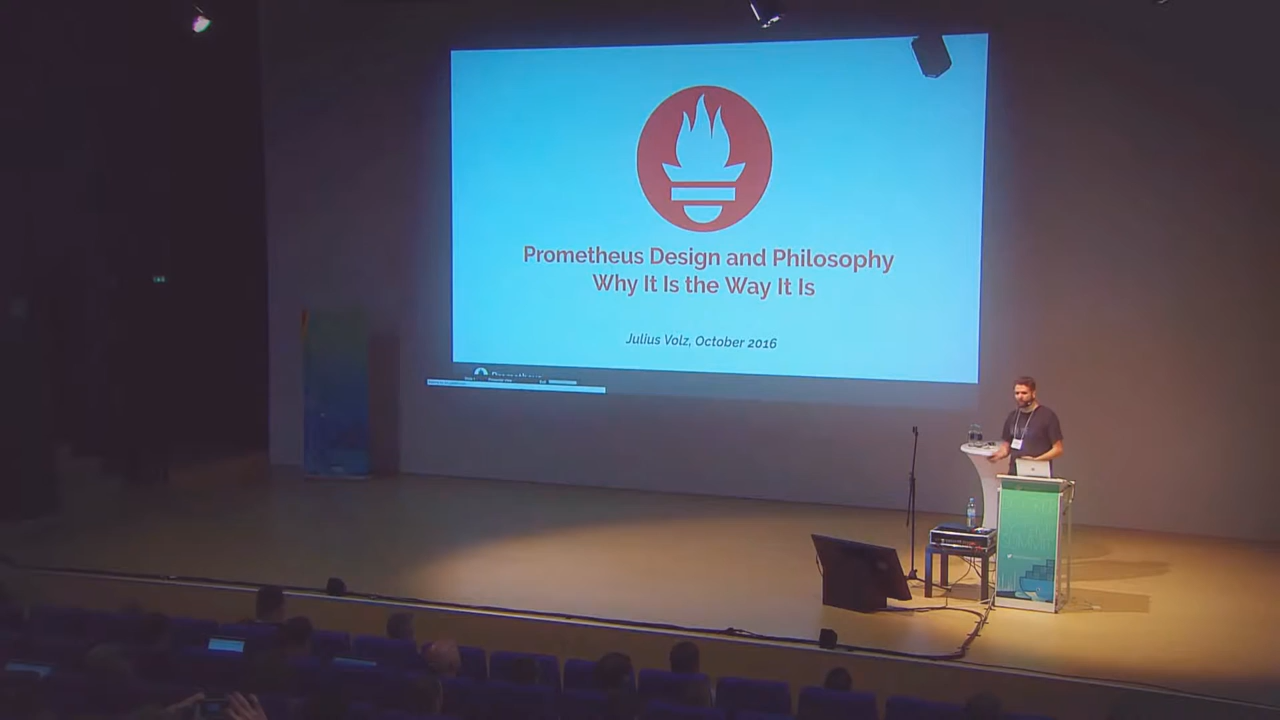 Prometheus Design and Philosophy
Why It Is the Way It Is
Julius Volz, October 2016